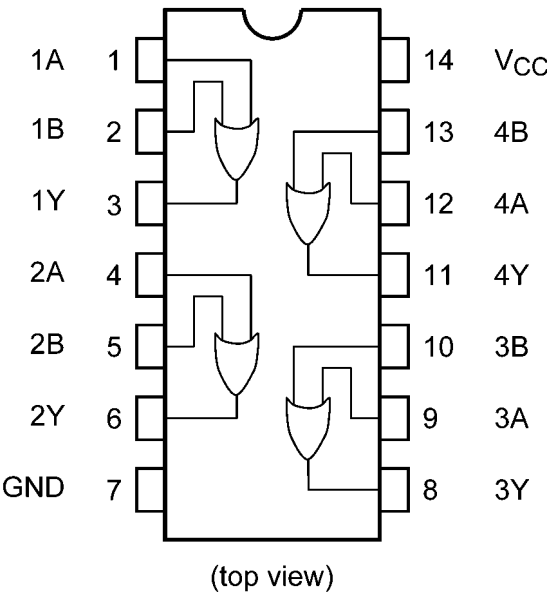 1A 1 14 VCC
1B 2 13 4B
1Y 3 12 4A
2A 4 11 4Y
2B 5 10 3B
2Y 6 9 3A
GND 7 8 3Y
(top view)